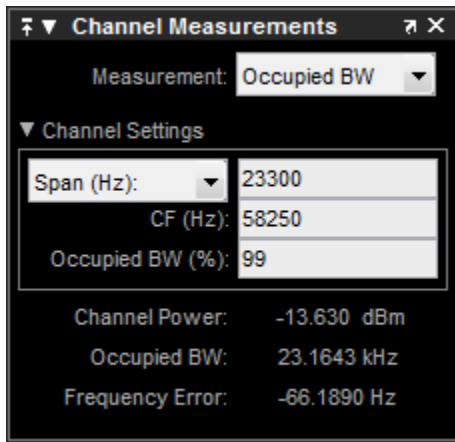 Channel Measurements
Measurement: Occupied BW
Channel Settings
Span (Hz): 23300
CF (Hz): 58250
Occupied BW (%): 99
Channel Power: -13.630 dBm
Occupied BW: 23.1643 kHz
Frequency Error: -66.1890 Hz